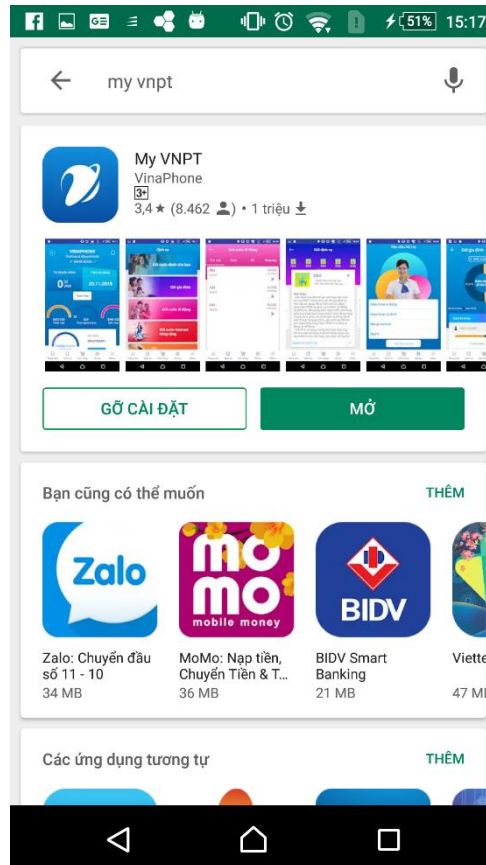 51% 15:17
my vnpt
My VNPT
VinaPhone
3+
3,4★ (8.462) • 1 triệu
GỠ CÀI ĐẶT
MỞ
Bạn cũng có thể muốn
THÊM
Zalo
mo
mo
mobile money
BIDV
Zalo: Chuyển đầu
số 11 - 10
34 MB
MoMo: Nạp tiền,
Chuyển Tiền & T...
36 MB
BIDV Smart
Banking
21 MB
Viette
47 M
Các ứng dụng tương tự
THÊM